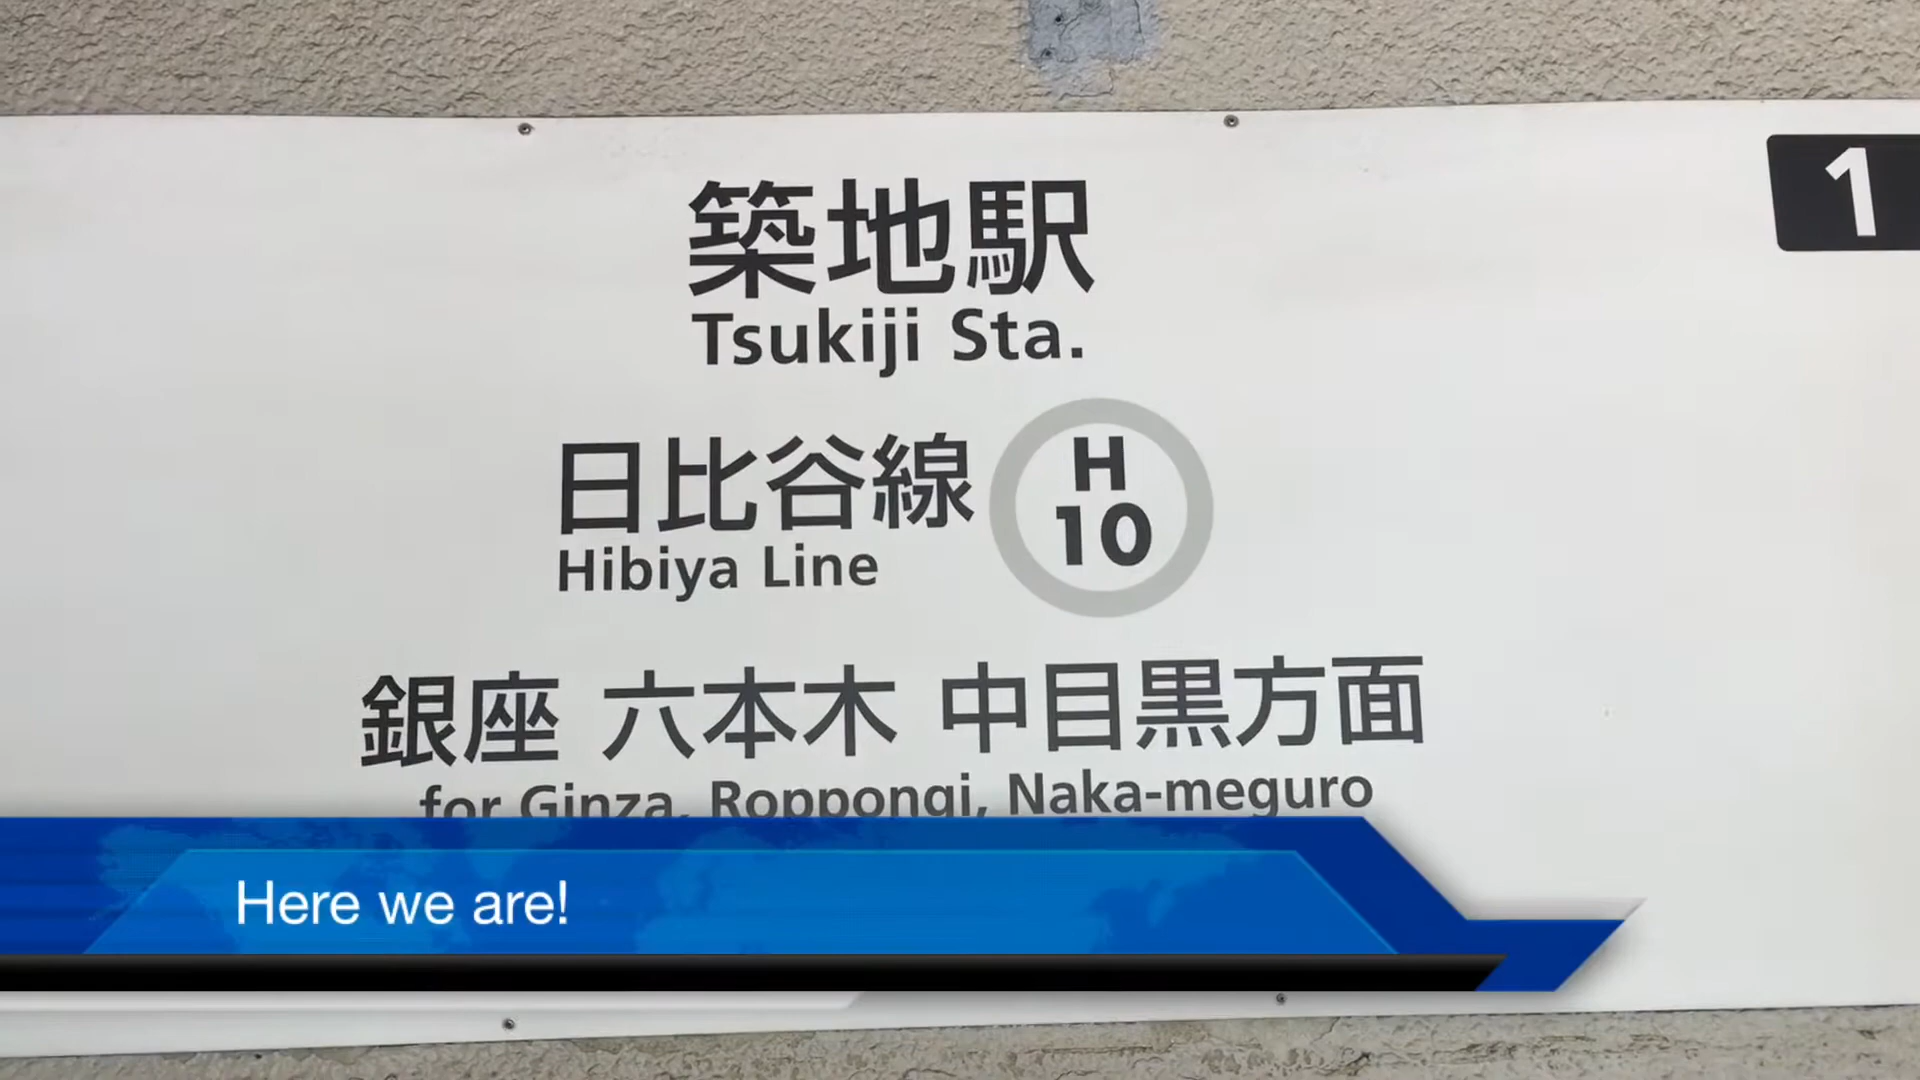 築地駅
Tsukiji Sta.
1
日比谷線
Hibiya Line
H
10
銀座 六本木 中目黒方面
for Ginza, Roppongi, Naka-meguro
Here we are!